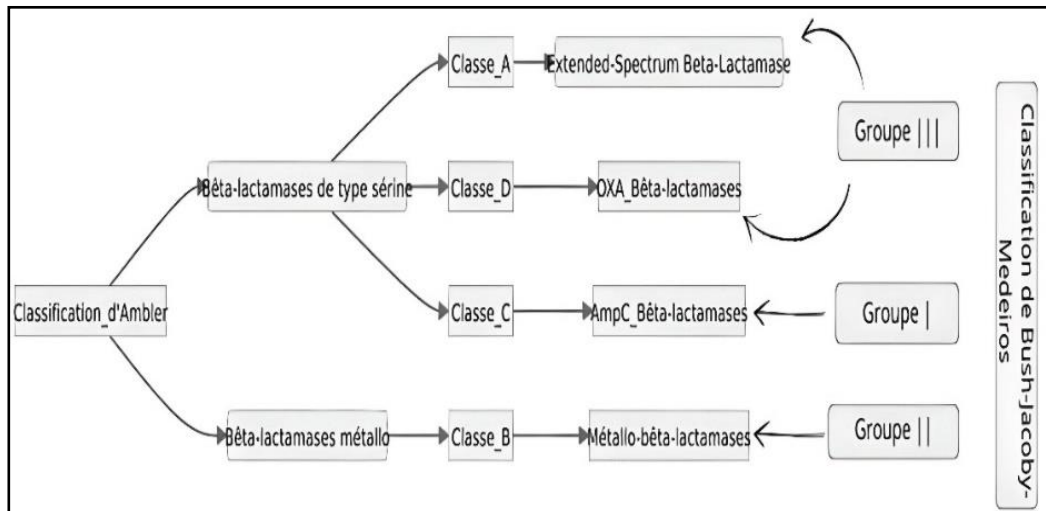 Classe_A
Extended-Spectrum Beta-Lactamase
Groupe |||
Bêta-lactamases de type sérine
Classe_D
OXA_Bêta-lactamases
Classification_d'Ambler
Classe_C
AmpC_Bêta-lactamases
Groupe |
Bêta-lactamases métallo
Classe_B
Métallo-bêta-lactamases
Groupe ||
Classification de Bush-Jacoby-
Medeiros